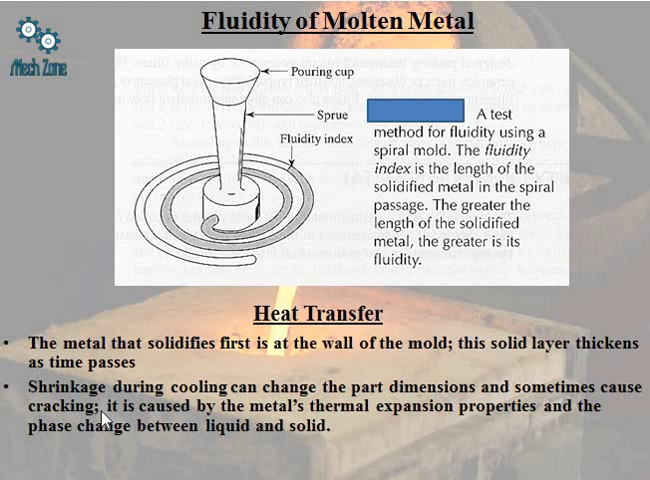 Fluidity of Molten Metal
Mech Zone
Pouring cup
Sprue
Fluidity index
A test
method for fluidity using a
spiral mold. The fluidity
index is the length of the
solidified metal in the spiral
passage. The greater the
length of the solidified
metal, the greater is its
fluidity.
Heat Transfer
• The metal that solidifies first is at the wall of the mold; this solid layer thickens
as time passes
• Shrinkage during cooling can change the part dimensions and sometimes cause
cracking; it is caused by the metal's thermal expansion properties and the
phase change between liquid and solid.